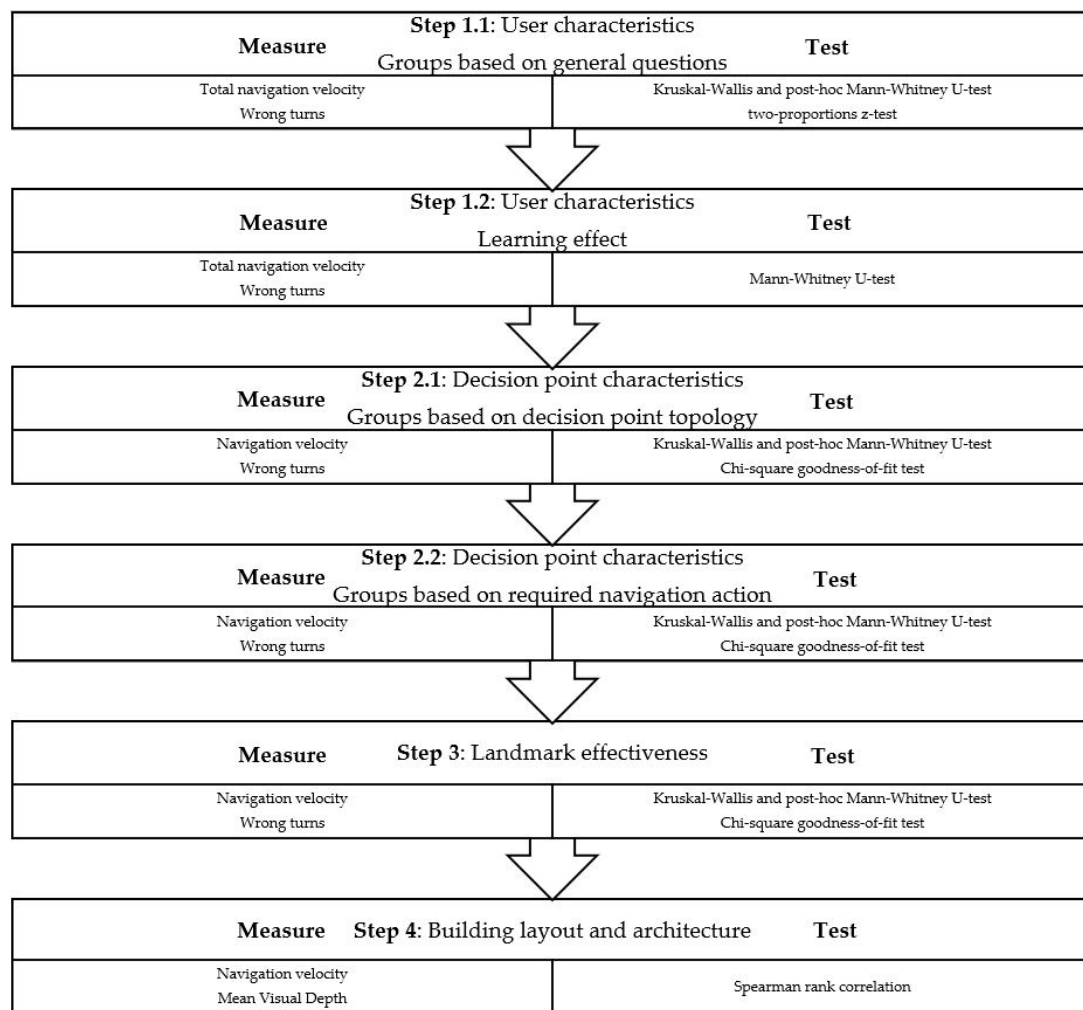 Step 1.1: User characteristics
Measure
Test
Groups based on general questions
Total navigation velocity
Wrong turns
Kruskal-Wallis and post-hoc Mann-Whitney U-test
two-proportions z-test
Step 1.2: User characteristics
Measure
Test
Learning effect
Total navigation velocity
Wrong turns
Mann-Whitney U-test
Step 2.1: Decision point characteristics
Measure
Test
Groups based on decision point topology
Navigation velocity
Wrong turns
Kruskal-Wallis and post-hoc Mann-Whitney U-test
Chi-square goodness-of-fit test
Step 2.2: Decision point characteristics
Measure
Test
Groups based on required navigation action
Navigation velocity
Wrong turns
Kruskal-Wallis and post-hoc Mann-Whitney U-test
Chi-square goodness-of-fit test
Measure
Step 3: Landmark effectiveness
Test
Navigation velocity
Wrong turns
Kruskal-Wallis and post-hoc Mann-Whitney U-test
Chi-square goodness-of-fit test
Measure
Step 4: Building layout and architecture
Test
Navigation velocity
Mean Visual Depth
Spearman rank correlation